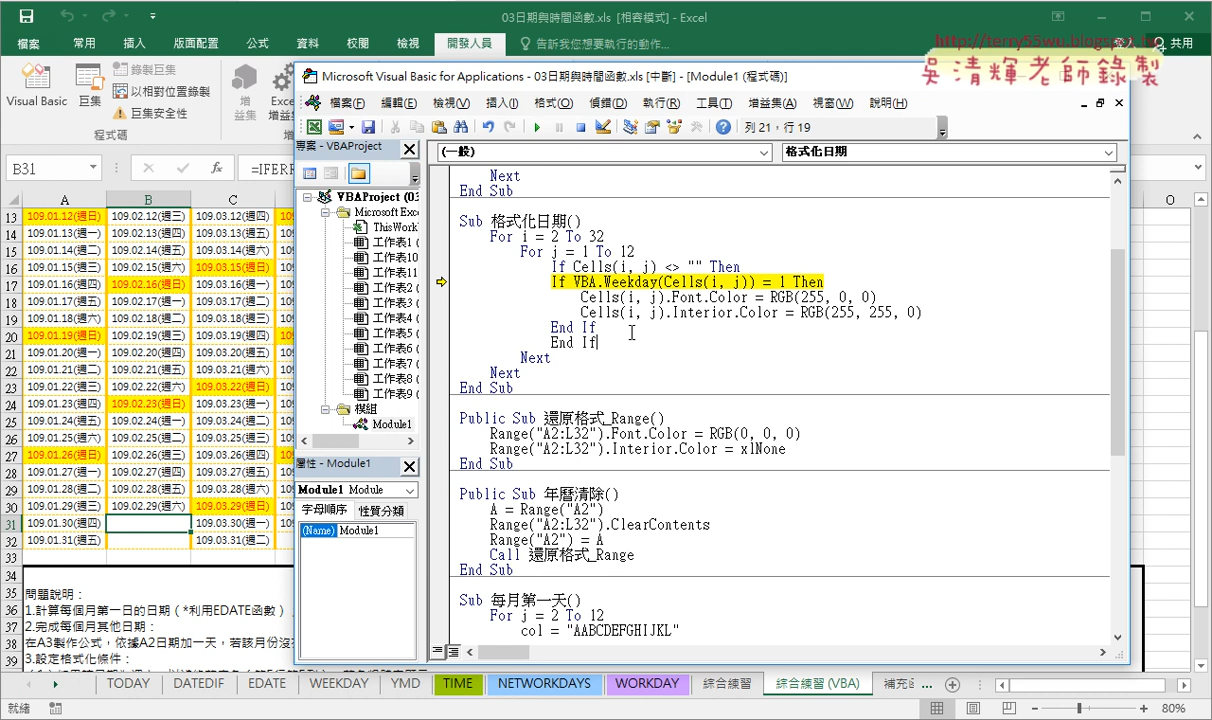 03日期與時間函數.xls [相容模式] - Excel
http://terry55wu.blogspot.tw
吳清輝老師錄製
檔案 常用 插入 版面配置 公式 資料 校閱 檢視 開發人員 告訴我您想要執行的動作... 登入 共用
Visual Basic 巨集 錄製巨集 以相對位置錄製 巨集安全性 程式碼 增益集
Microsoft Visual Basic for Applications - 03日期與時間函數.xls [中斷] - [Module1 (程式碼)]
檔案(F) 編輯(E) 檢視(V) 插入(I) 格式(O) 偵錯(D) 執行(R) 工具(T) 增益集(A) 視窗(W) 說明(H)
列 21，行 19
B31 fx
專案 - VBAProject
(一般) 格式化日期
VBAProject (03
Microsoft Exc
ThisWork
工作表1
工作表10
工作表11
工作表2
工作表3
工作表4
工作表5
工作表6
工作表7
工作表8
工作表9
模組
Module1
屬性 - Module1
Module1 Module
字母順序 性質分類
(Name) Module1
Next
End Sub
Sub 格式化日期()
For i = 2 To 32
For j = 1 To 12
If Cells(i, j) <> "" Then
If VBA.Weekday(Cells(i, j)) = 1 Then
Cells(i, j).Font.Color = RGB(255, 0, 0)
Cells(i, j).Interior.Color = RGB(255, 255, 0)
End If
End If
Next
Next
End Sub
Public Sub 還原格式_Range()
Range("A2:L32").Font.Color = RGB(0, 0, 0)
Range("A2:L32").Interior.Color = xlNone
End Sub
Public Sub 年曆清除()
A = Range("A2")
Range("A2:L32").ClearContents
Range("A2") = A
Call 還原格式_Range
End Sub
Sub 每月第一天()
For j = 2 To 12
col = "AABCDEFGHIJKL"
A B C O
13 109.01.12(週日) 109.02.12(週三) 109.03.12(週四)
14 109.01.13(週一) 109.02.13(週四) 109.03.13(週五)
15 109.01.14(週二) 109.02.14(週五) 109.03.14(週六)
16 109.01.15(週三) 109.02.15(週六) 109.03.15(週日)
17 109.01.16(週四) 109.02.16(週日) 109.03.16(週一)
18 109.01.17(週五) 109.02.17(週一) 109.03.17(週二)
19 109.01.18(週六) 109.02.18(週二) 109.03.18(週三)
20 109.01.19(週日) 109.02.19(週三) 109.03.19(週四)
21 109.01.20(週一) 109.02.20(週四) 109.03.20(週五)
22 109.01.21(週二) 109.02.21(週五) 109.03.21(週六)
23 109.01.22(週三) 109.02.22(週六) 109.03.22(週日)
24 109.01.23(週四) 109.02.23(週日) 109.03.23(週一)
25 109.01.24(週五) 109.02.24(週一) 109.03.24(週二)
26 109.01.25(週六) 109.02.25(週二) 109.03.25(週三)
27 109.01.26(週日) 109.02.26(週三) 109.03.26(週四)
28 109.01.27(週一) 109.02.27(週四) 109.03.27(週五)
29 109.01.28(週二) 109.02.28(週五) 109.03.28(週六)
30 109.01.29(週三) 109.02.29(週六) 109.03.29(週日)
31 109.01.30(週四) 109.03.30(週一)
32 109.01.31(週五) 109.03.31(週二)
33
34
35 問題說明：
36 1.計算每個月第一日的日期（*利用EDATE函數）
37 2.完成每個月其他日期：
38 在A3製作公式，依據A2日期加一天，若該月份沒
39 3.設定格式化條件：
TODAY DATEDIF EDATE WEEKDAY YMD TIME NETWORKDAYS WORKDAY 綜合練習 綜合練習 (VBA) ...
就緒 80%